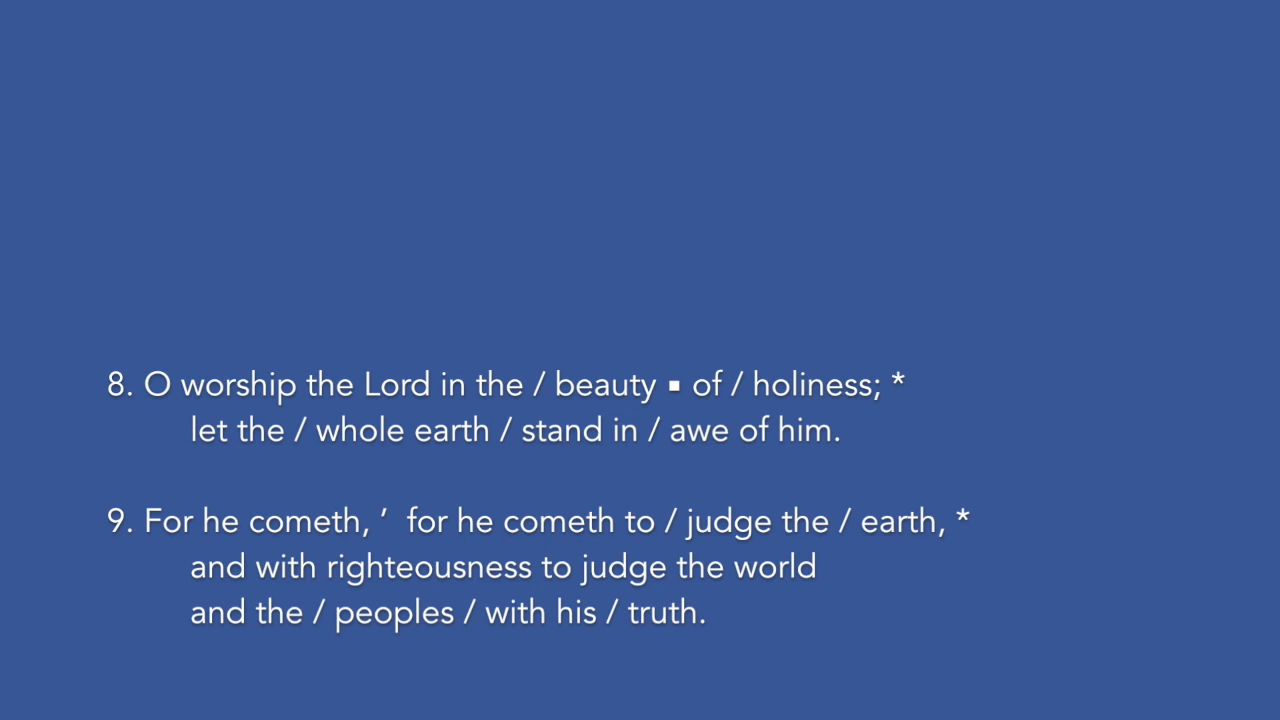 8. O worship the Lord in the / beauty ▪ of / holiness; *
let the / whole earth / stand in / awe of him.
9. For he cometh, ′ for he cometh to / judge the / earth, *
and with righteousness to judge the world
and the / peoples / with his / truth.